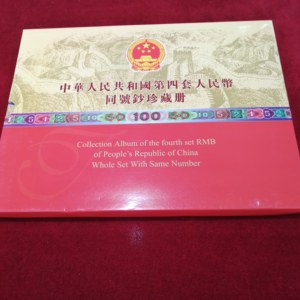 中華人民共和國第四套人民幣
同號鈔珍藏册
100
Collection Album of the fourth set RMB
of People's Republic of China
Whole Set With Same Number